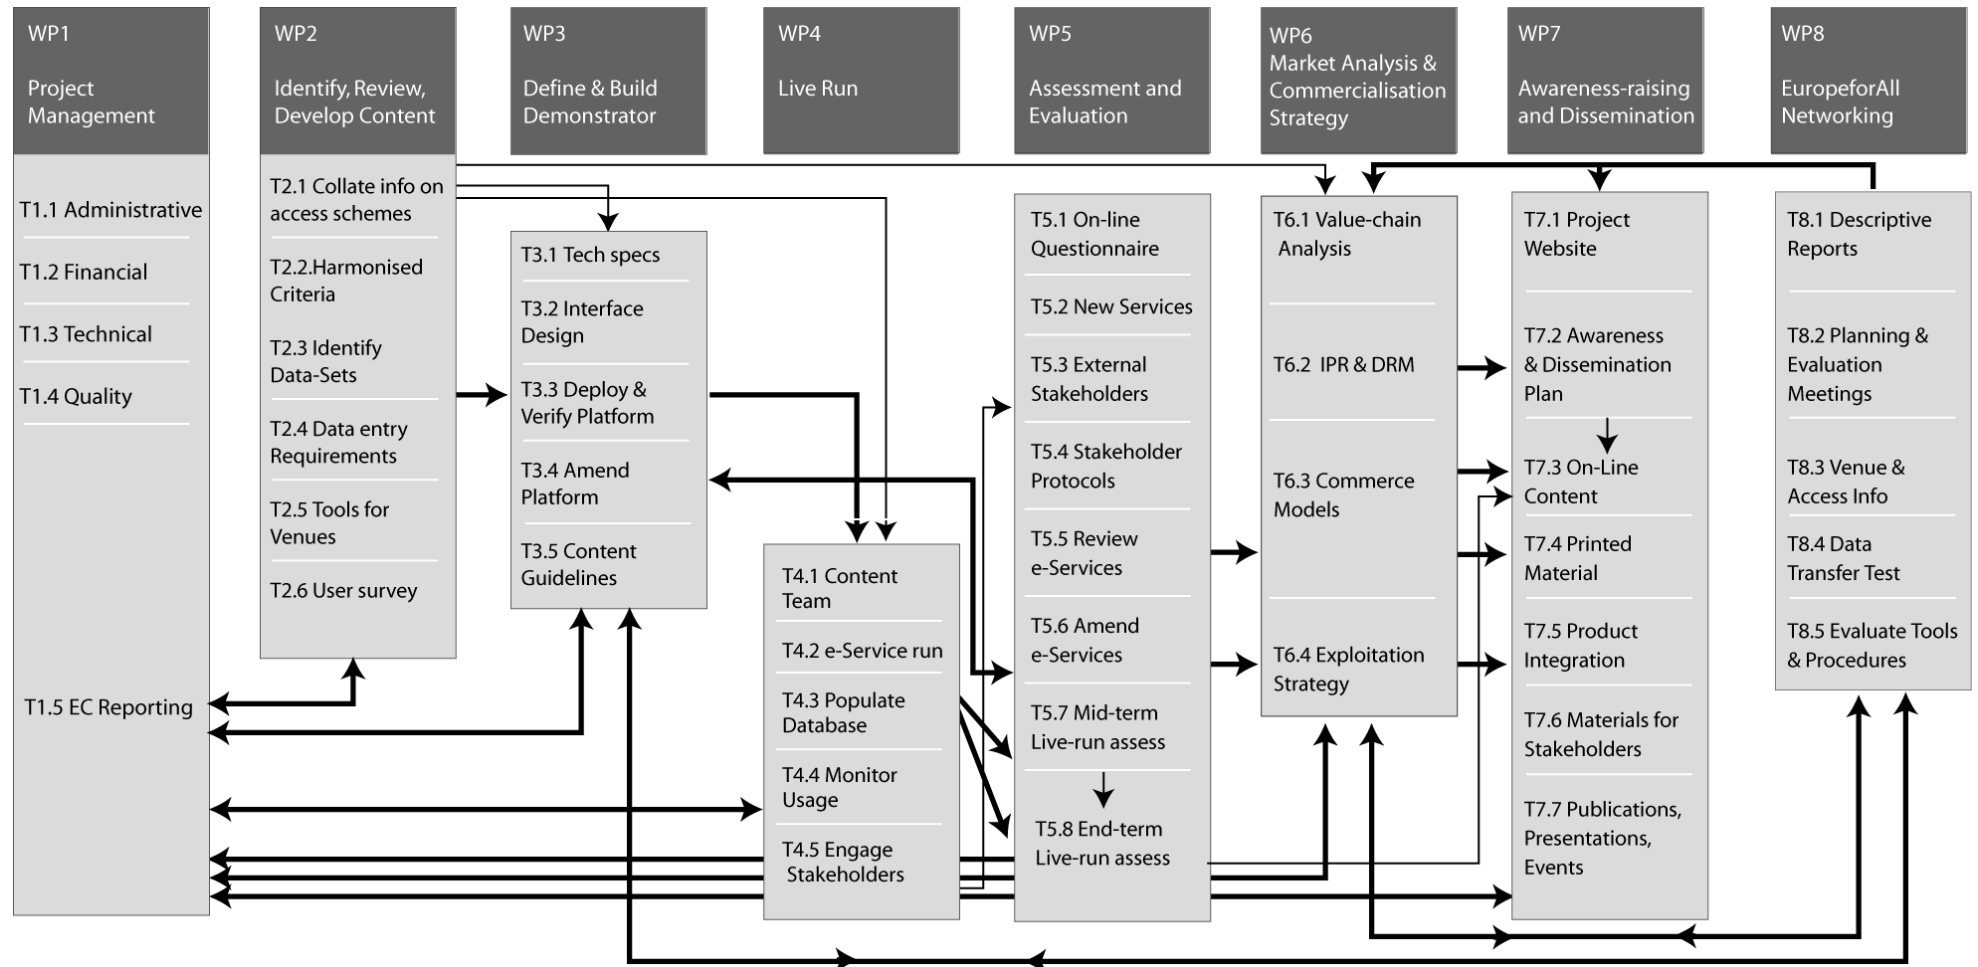 WP1
Project
Management
T1.1 Administrative
T1.2 Financial
T1.3 Technical
T1.4 Quality
T1.5 EC Reporting
WP2
Identify, Review,
Develop Content
T2.1 Collate info on
access schemes
T2.2.Harmonised
Criteria
T2.3 Identify
Data-Sets
T2.4 Data entry
Requirements
T2.5 Tools for
Venues
T2.6 User survey
WP3
Define & Build
Demonstrator
T3.1 Tech specs
T3.2 Interface
Design
T3.3 Deploy &
Verify Platform
T3.4 Amend
Platform
T3.5 Content
Guidelines
WP4
Live Run
T4.1 Content
Team
T4.2 e-Service run
T4.3 Populate
Database
T4.4 Monitor
Usage
T4.5 Engage
Stakeholders
WP5
Assessment and
Evaluation
T5.1 On-line
Questionnaire
T5.2 New Services
T5.3 External
Stakeholders
T5.4 Stakeholder
Protocols
T5.5 Review
e-Services
T5.6 Amend
e-Services
T5.7 Mid-term
Live-run assess
T5.8 End-term
Live-run assess
WP6
Market Analysis &
Commercialisation
Strategy
T6.1 Value-chain
Analysis
T6.2 IPR & DRM
T6.3 Commerce
Models
T6.4 Exploitation
Strategy
WP7
Awareness-raising
and Dissemination
T7.1 Project
Website
T7.2 Awareness
& Dissemination
Plan
T7.3 On-Line
Content
T7.4 Printed
Material
T7.5 Product
Integration
T7.6 Materials for
Stakeholders
T7.7 Publications,
Presentations,
Events
WP8
EuropeforAll
Networking
T8.1 Descriptive
Reports
T8.2 Planning &
Evaluation
Meetings
T8.3 Venue &
Access Info
T8.4 Data
Transfer Test
T8.5 Evaluate Tools
& Procedures